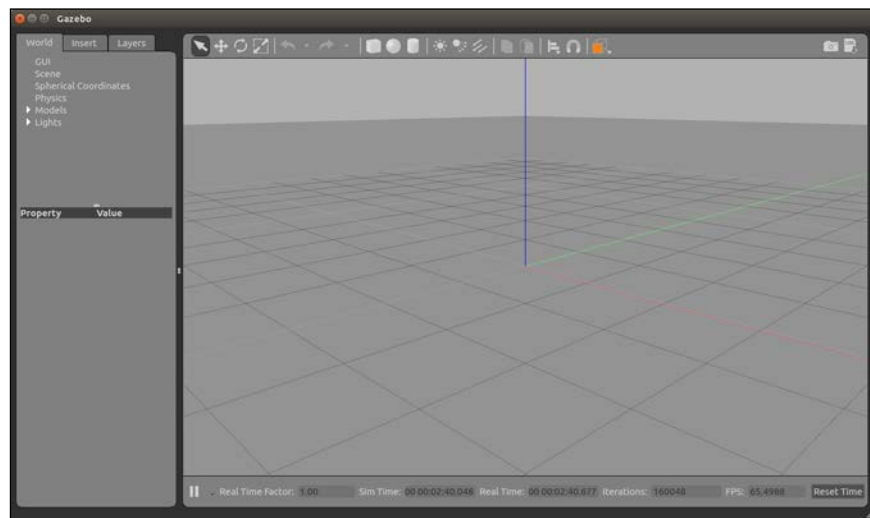 Gazebo
World Insert Layers
GUI
Scene
Spherical Coordinates
Physics
Models
Lights
Property Value
Real Time Factor: 1.00 Sim Time: 00 00:02:40.048 Real Time: 00 00:02:40.677 Iterations: 160048 FPS: 65.4988 Reset Time